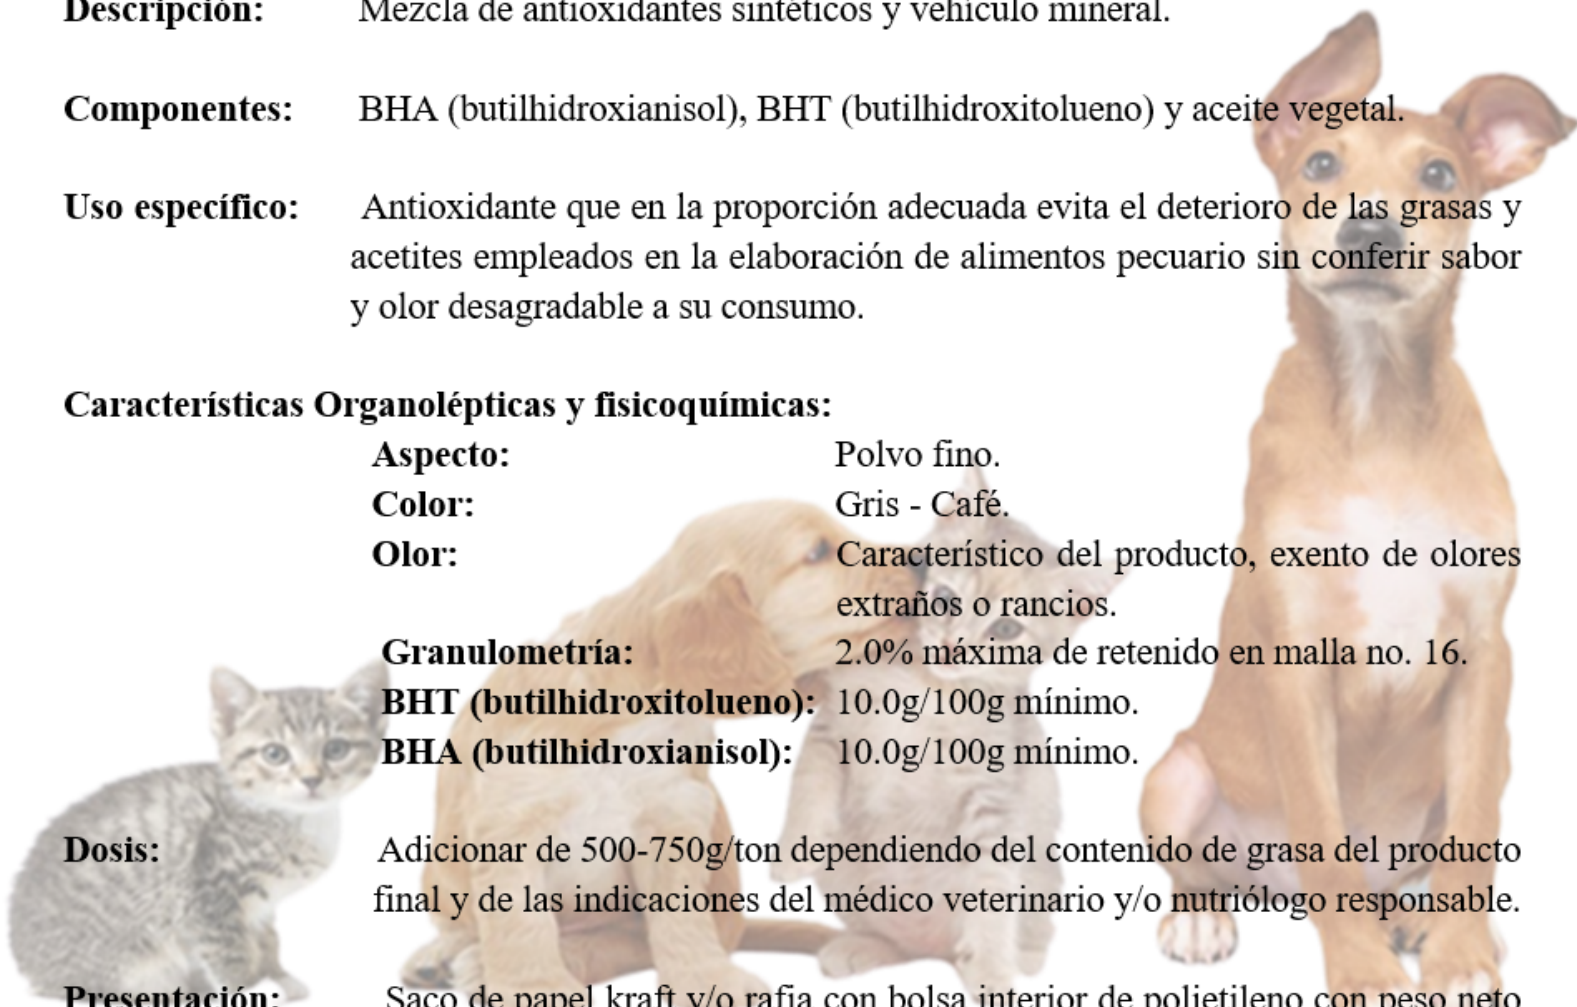 Descripción: Mezcla de antioxidantes sintéticos y vehículo mineral.
Componentes: BHA (butilhidroxianisol), BHT (butilhidroxitolueno) y aceite vegetal.
Uso específico: Antioxidante que en la proporción adecuada evita el deterioro de las grasas y
acetites empleados en la elaboración de alimentos pecuario sin conferir sabor
y olor desagradable a su consumo.
Características Organolépticas y fisicoquímicas:
Aspecto: Polvo fino.
Color: Gris - Café.
Olor: Característico del producto, exento de olores
extraños o rancios.
Granulometría: 2.0% máxima de retenido en malla no. 16.
BHT (butilhidroxitolueno): 10.0g/100g mínimo.
BHA (butilhidroxianisol): 10.0g/100g mínimo.
Dosis: Adicionar de 500-750g/ton dependiendo del contenido de grasa del producto
final y de las indicaciones del médico veterinario y/o nutriólogo responsable.
Presentación: Saco de papel kraft y/o rafia con bolsa interior de polietileno con peso neto